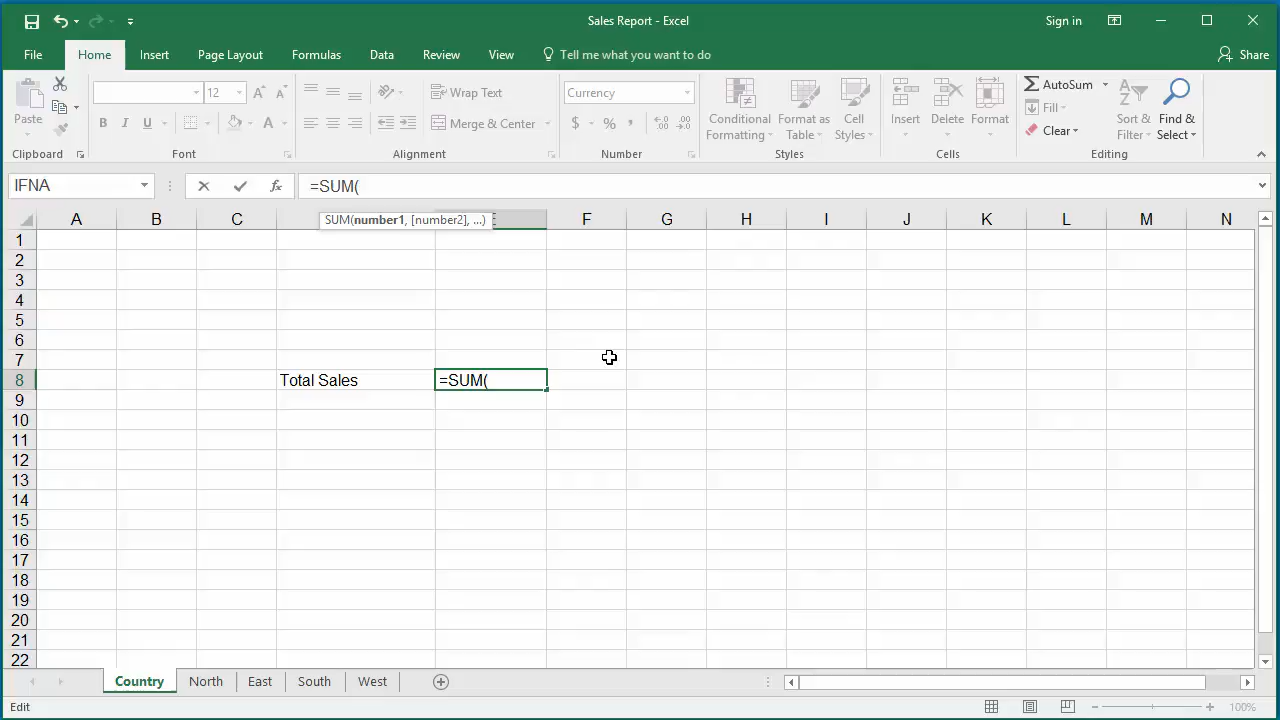 Sales Report - Excel
Sign in
File Home Insert Page Layout Formulas Data Review View Tell me what you want to do Share
Paste
Clipboard
12
B I U A A A
Font
Wrap Text
Merge & Center
Alignment
Currency
$ % ,
Number
Conditional Formatting
Format as Table
Cell Styles
Styles
Insert
Delete
Format
Cells
Σ AutoSum
Fill
Clear
Sort & Filter
Find & Select
Editing
IFNA fx =SUM(
SUM(number1, [number2], ...)
A B C E F G H I J K L M N
1
2
3
4
5
6
7
8 Total Sales =SUM(
9
10
11
12
13
14
15
16
17
18
19
20
21
22
Country North East South West
Edit 100%